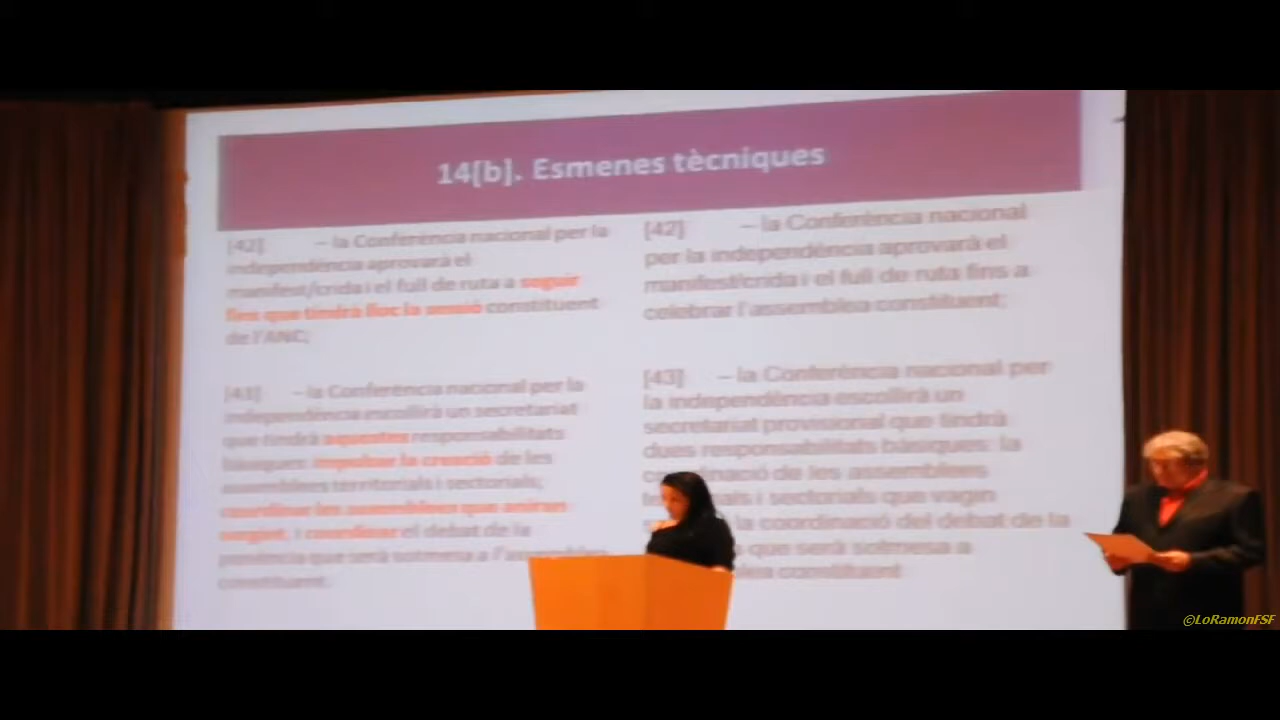 14[b]. Esmenes tècniques
[42] – la Conferència nacional per la
independència aprovarà el
manifest/crida i el full de ruta a seguir
fins que tindrà lloc la sessió constituent
de l'ANC;
[41] – la Conferència nacional per la
independència escollirà un secretariat
que tindrà aquestes responsabilitats
bàsiques: impulsar la creació de les
assemblees territorials i sectorials;
coordinar les assemblees que aniran
sorgint, i coordinar el debat de la
ponència que serà sotmesa a l'assemblea
constituent.
[42] – la Conferència nacional
per la independència aprovarà el
manifest/crida i el full de ruta fins a
celebrar l'assemblea constituent;
[43] – la Conferència nacional per
la independència escollirà un
secretariat provisional que tindrà
dues responsabilitats bàsiques: la
de les assemblees
i sectorials que vagin
la coordinació del debat de la
que serà sotmesa a
constituent.
©LoRamonFSF